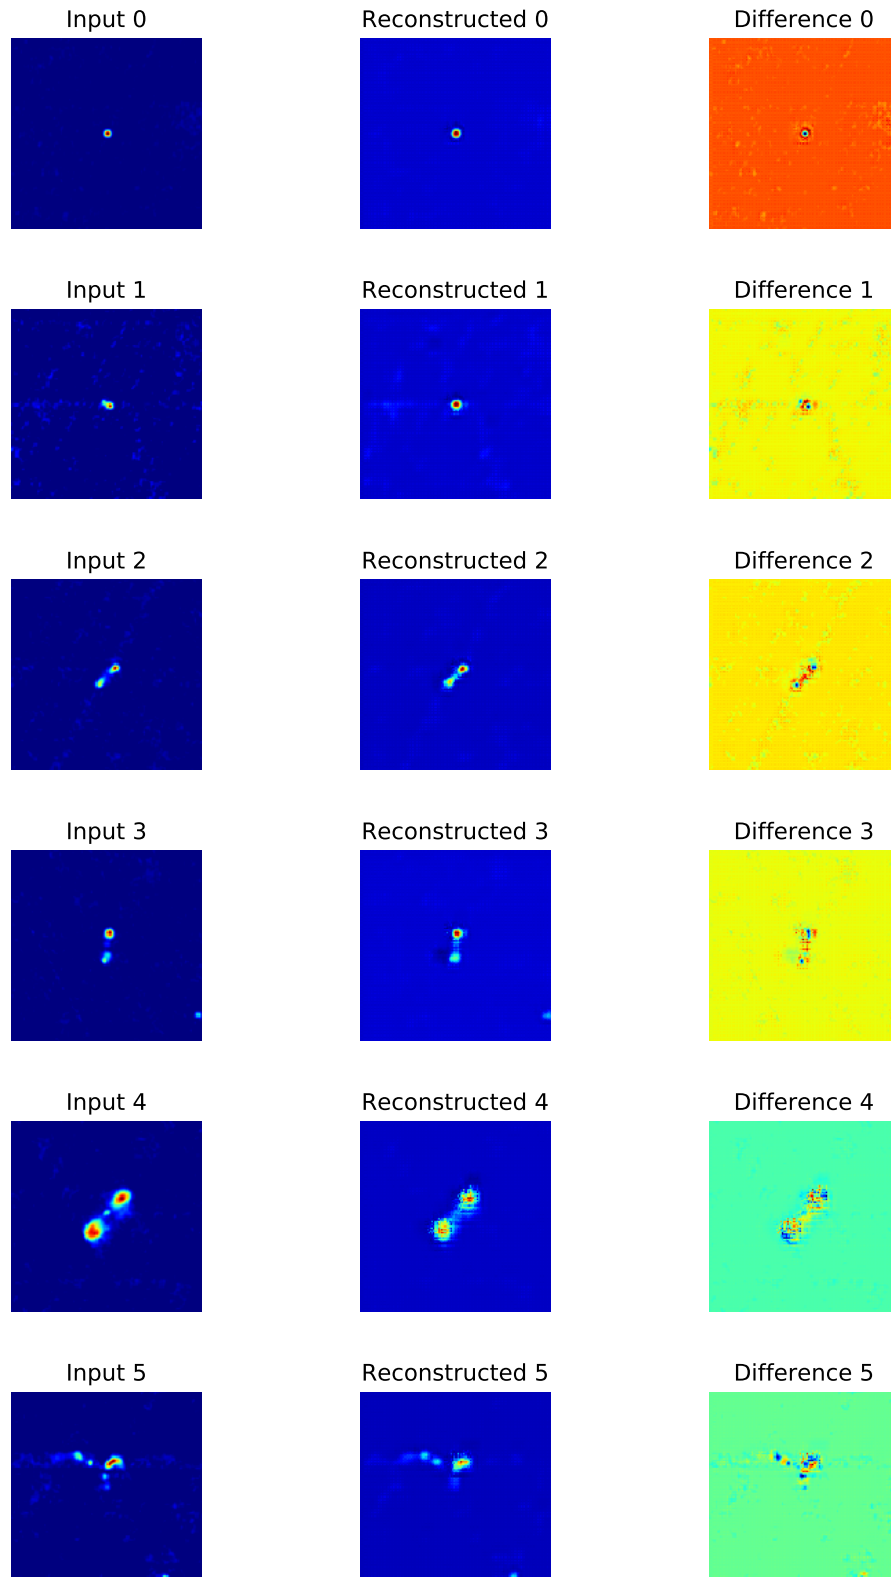 Input 0 Reconstructed 0 Difference 0
Input 1 Reconstructed 1 Difference 1
Input 2 Reconstructed 2 Difference 2
Input 3 Reconstructed 3 Difference 3
Input 4 Reconstructed 4 Difference 4
Input 5 Reconstructed 5 Difference 5